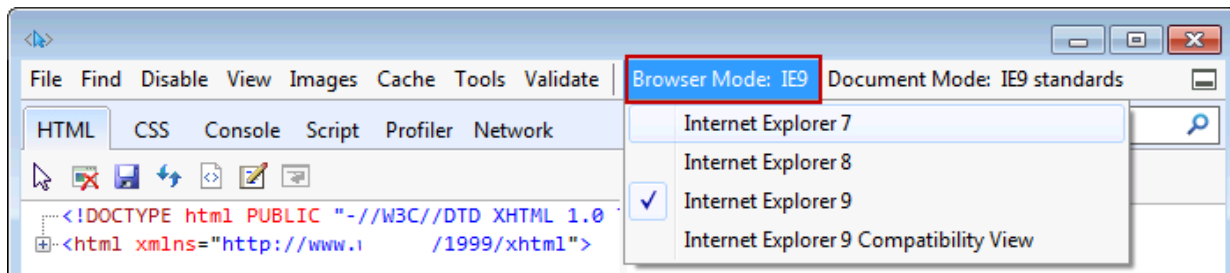 File Find Disable View Images Cache Tools Validate | Browser Mode: IE9 Document Mode: IE9 standards
HTML CSS Console Script Profiler Network
Internet Explorer 7
Internet Explorer 8
Internet Explorer 9
Internet Explorer 9 Compatibility View
<!DOCTYPE html PUBLIC "-//W3C//DTD XHTML 1.0
<html xmlns="http://www. /1999/xhtml">